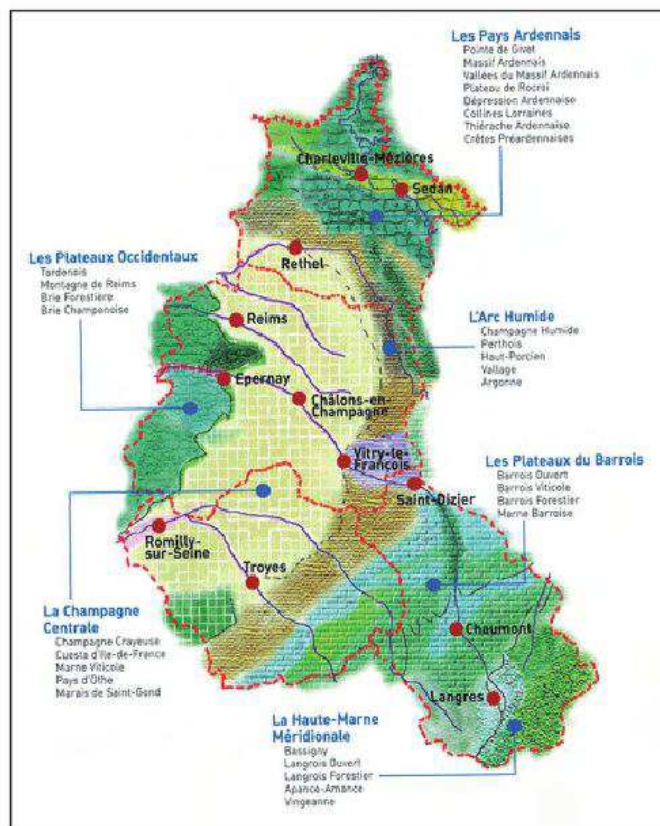 Les Pays Ardennais
Pointe de Givet
Massif Ardennais
Vallées du Massif Ardennais
Plateau de Rocroi
Dépression Ardennaise
Collines Lorraines
Thiérache Ardennaise
Crêtes Préardennaises
Charleville-Mézières
Sedan
Les Plateaux Occidentaux
Tardenois
Montagne de Reims
Brie Forestière
Brie Champenoise
Rethel
Reims
L'Arc Humide
Champagne Humide
Perthois
Haut-Porcien
Vallage
Argonne
Epernay
Châlons-en-
Champagne
Vitry-le-
François
Saint-Dizier
Les Plateaux du Barrois
Barrois Ouvert
Barrois Viticole
Barrois Forestier
Marne Barroise
Romilly-
sur-Seine
Troyes
La Champagne
Centrale
Champagne Crayeuse
Cuesta d'Ile-de-France
Marne Viticole
Pays d'Othe
Marais de Saint-Gond
Chaumont
Langres
La Haute-Marne
Méridionale
Bassigny
Langrois Ouvert
Langrois Forestier
Apance-Amance
Vingeanne